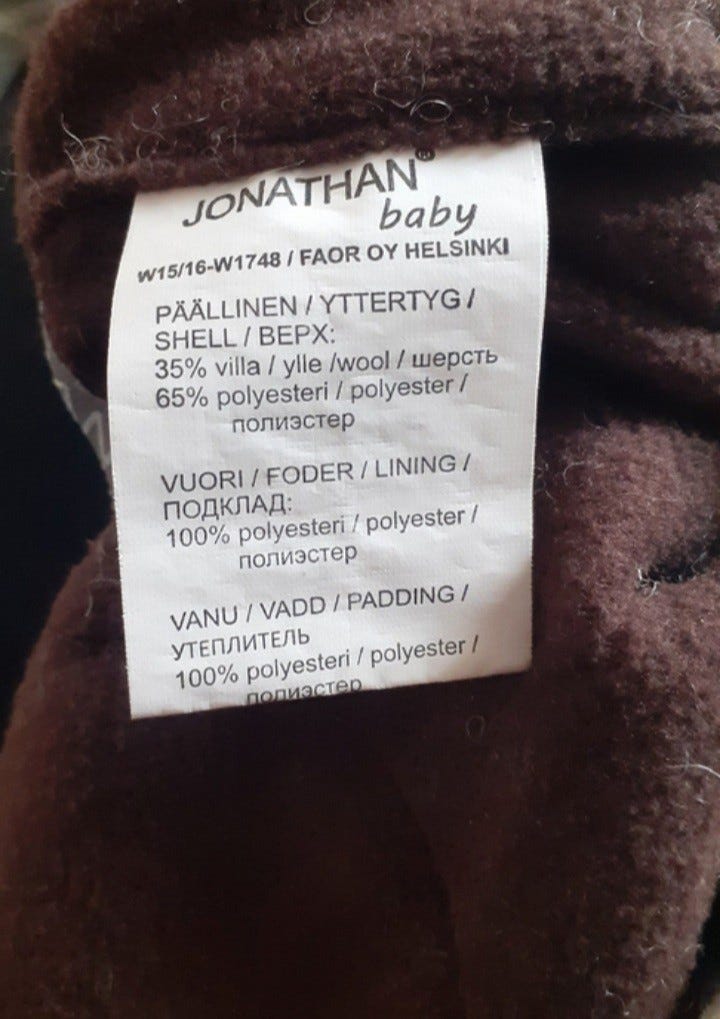 JONATHAN®
baby
W15/16-W1748 / FAOR OY HELSINKI
PÄÄLLINEN / YTTERTYG /
SHELL / ВЕРХ:
35% villa / ylle /wool / шерсть
65% polyesteri / polyester /
полиэстер
VUORI / FODER / LINING /
ПОДКЛАД:
100% polyesteri / polyester /
полиэстер
VANU / VADD / PADDING /
УТЕПЛИТЕЛЬ
100% polyesteri / polyester /
полиэстер